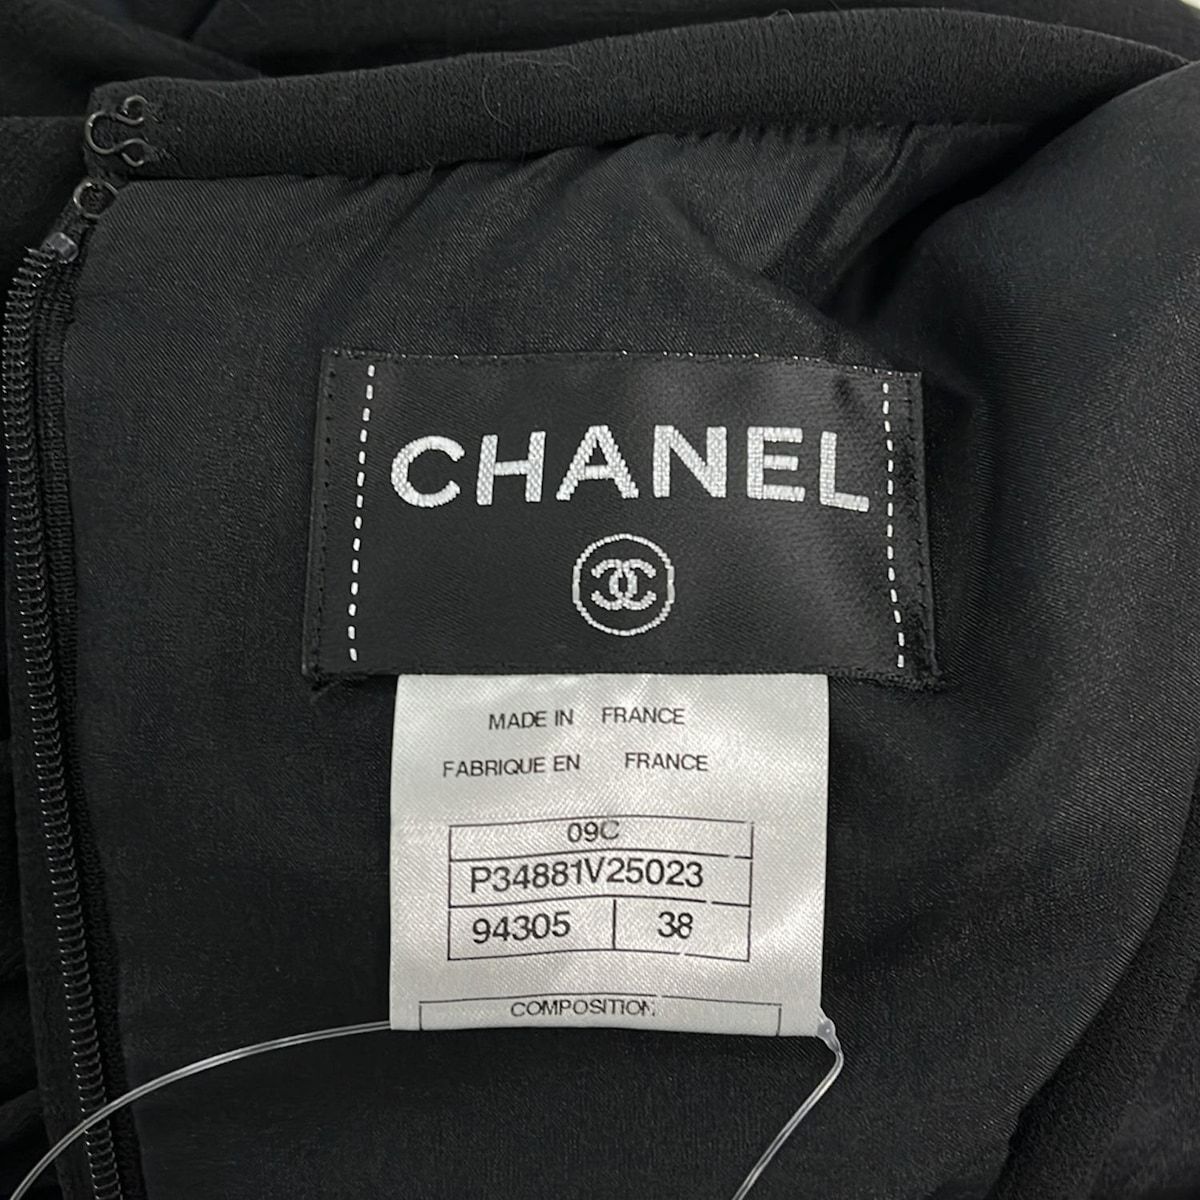 CHANEL
MADE IN FRANCE
FABRIQUE EN FRANCE
09C
P34881V25023
94305 38
COMPOSITION